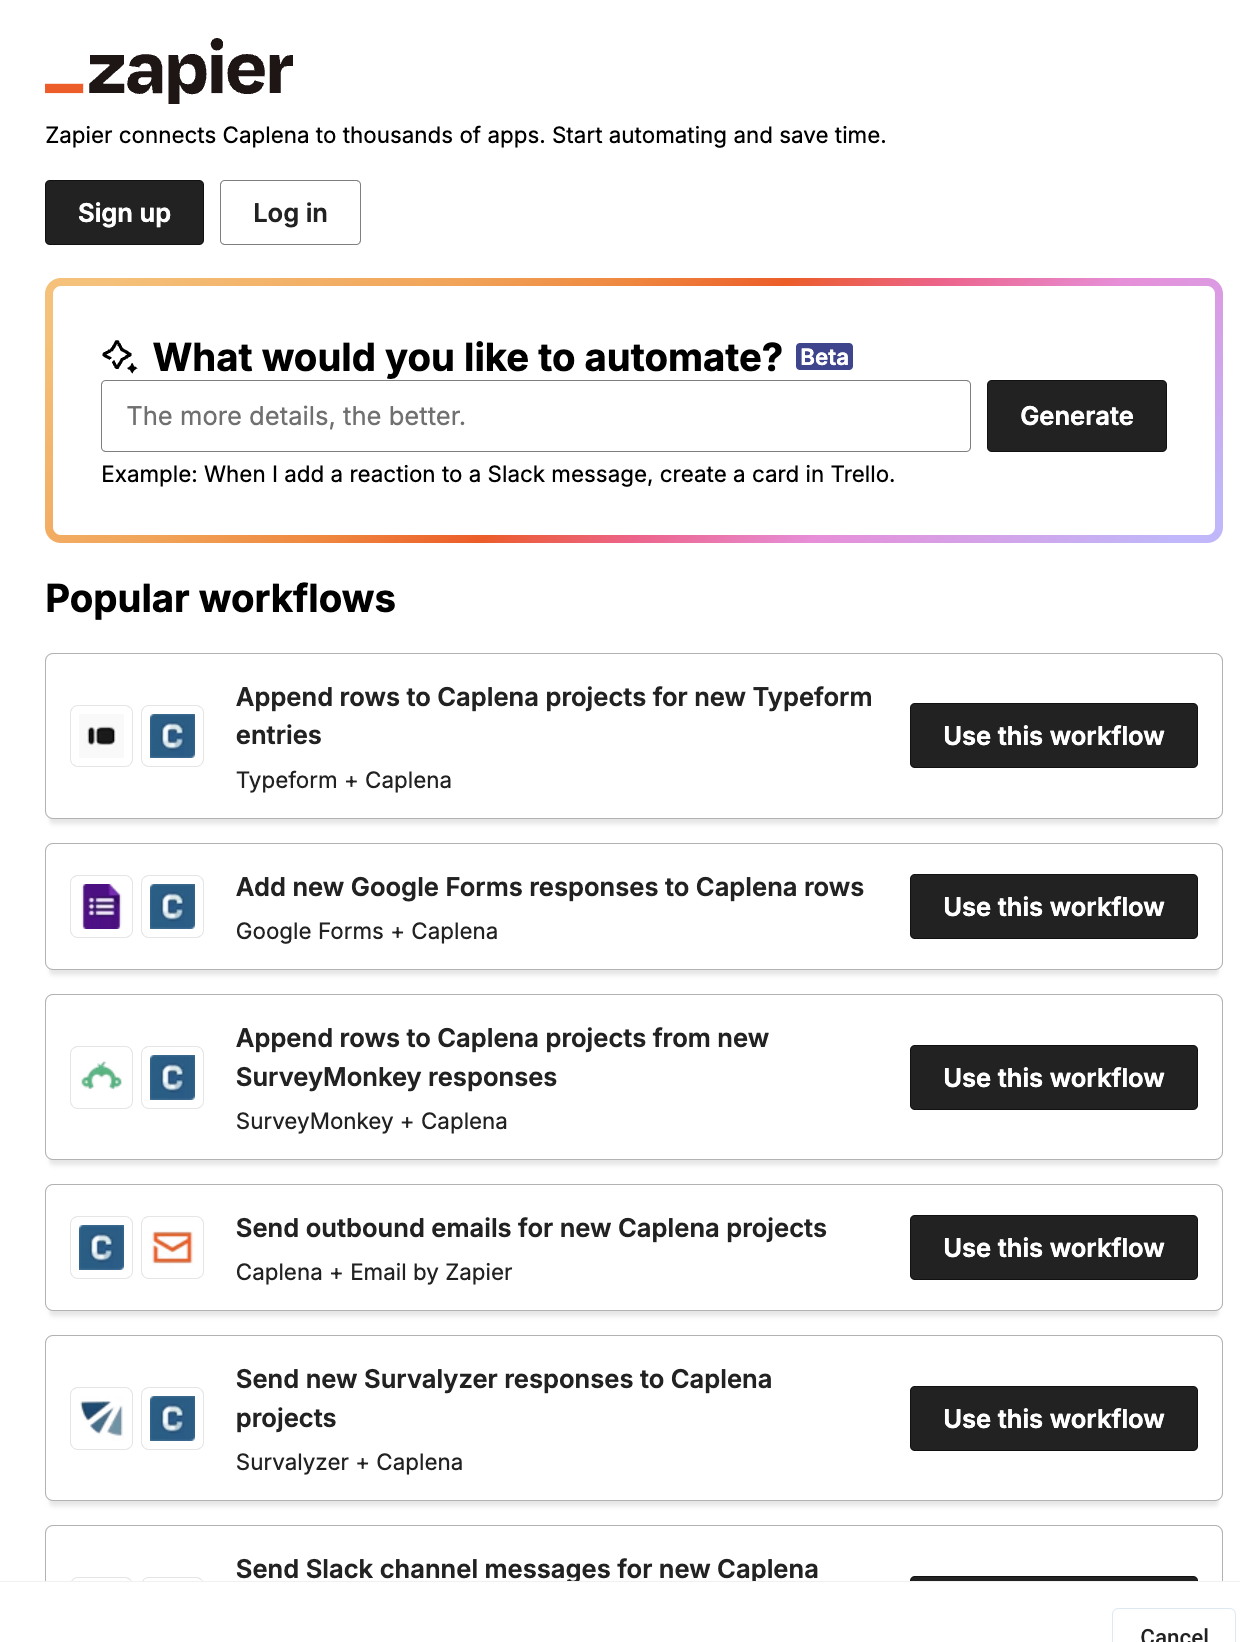 zapier
Zapier connects Caplena to thousands of apps. Start automating and save time.
Sign up
Log in
What would you like to automate? Beta
The more details, the better.
Generate
Example: When I add a reaction to a Slack message, create a card in Trello.
Popular workflows
Append rows to Caplena projects for new Typeform
entries
Typeform + Caplena
Use this workflow
C
Add new Google Forms responses to Caplena rows
Google Forms + Caplena
Use this workflow
C
Append rows to Caplena projects from new
SurveyMonkey responses
SurveyMonkey + Caplena
Use this workflow
C
Send outbound emails for new Caplena projects
Caplena + Email by Zapier
Use this workflow
C
Send new Survalyzer responses to Caplena
projects
Survalyzer + Caplena
Use this workflow
C
Send Slack channel messages for new Caplena
Cancel